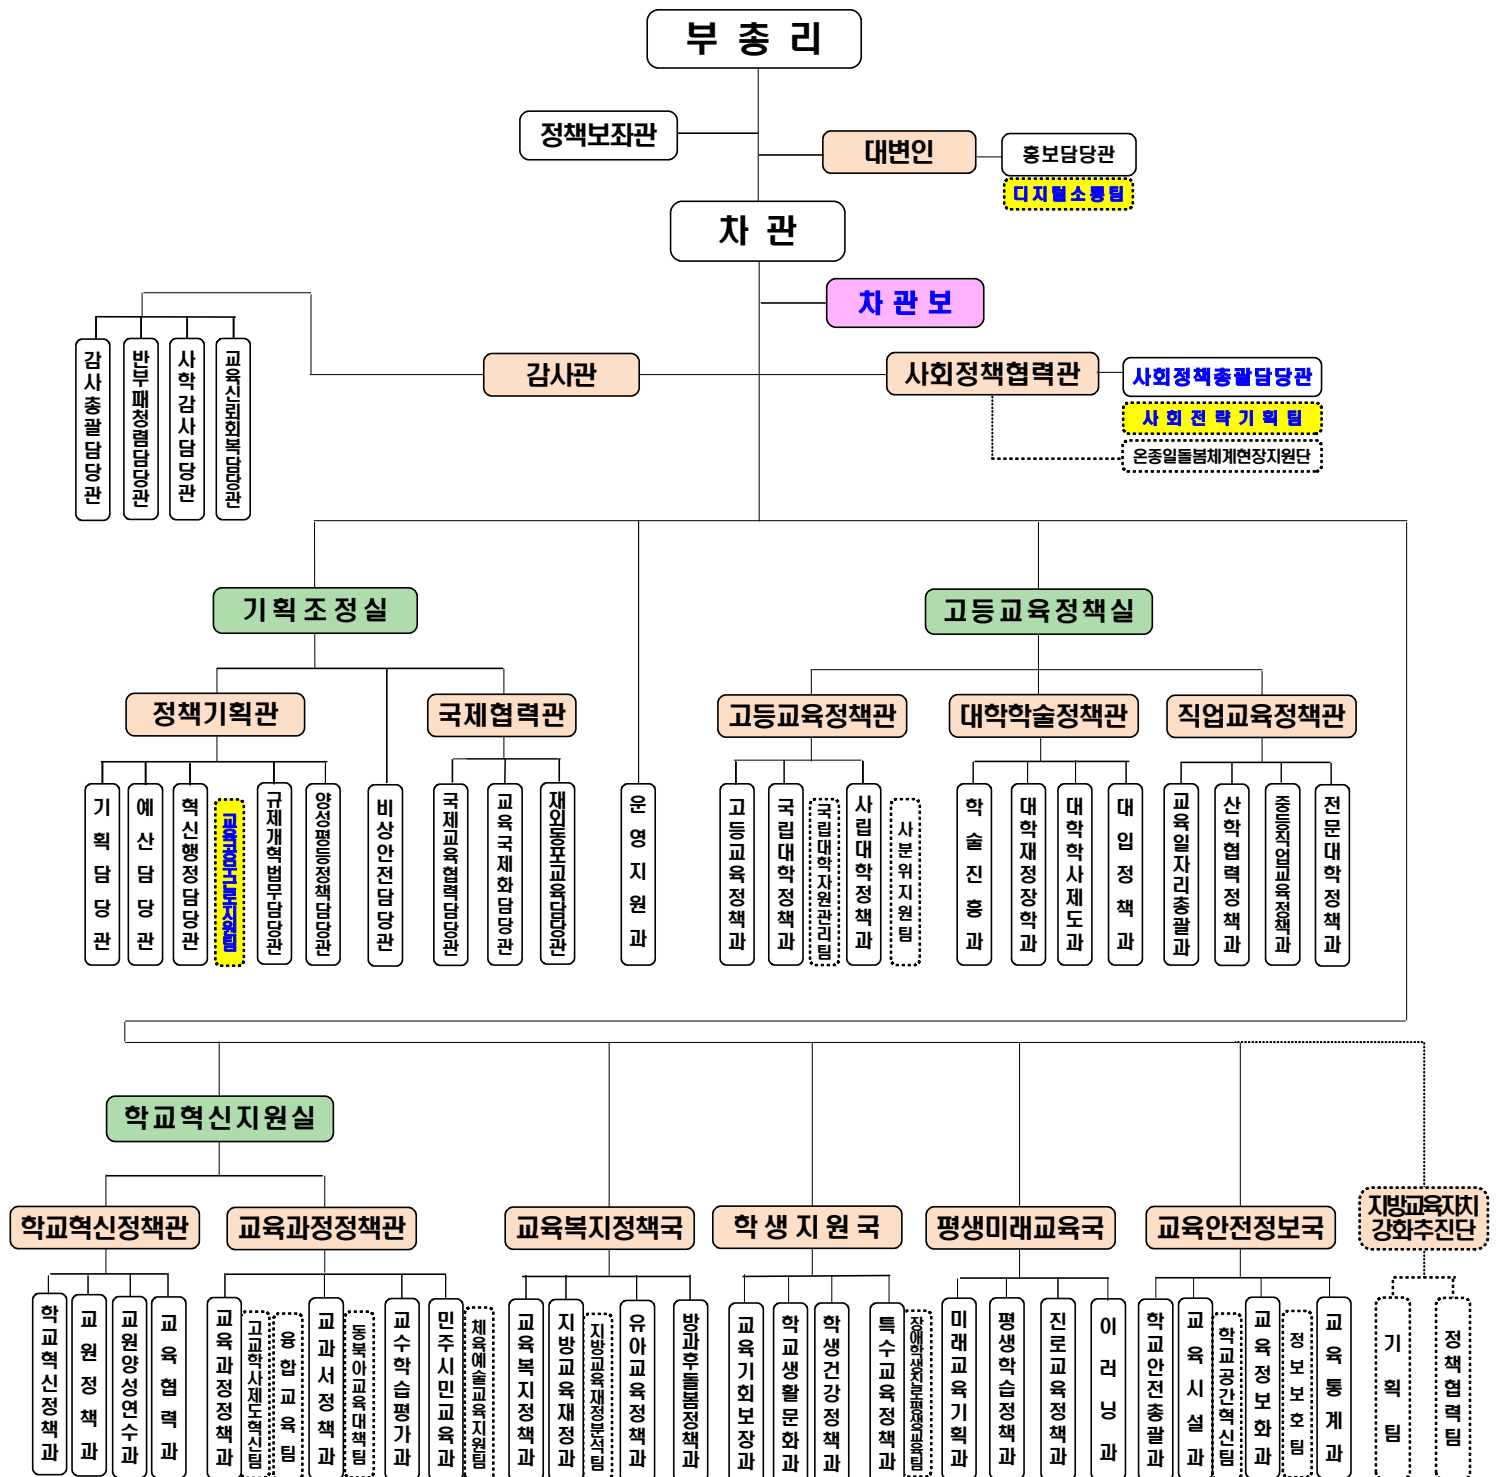 부 총 리
정책보좌관
대변인
홍보담당관
디지털소통팀
차 관
차 관 보
감사관
사회정책협력관
사회정책총괄담당관
사 회 전 략 기 획 팀
온종일돌봄체계현장지원단
감사총괄담당관
반부패청렴담당관
사학감사담당관
교육신뢰회복담당관
기획조정실
고등교육정책실
정책기획관
국제협력관
고등교육정책관
대학학술정책관
직업교육정책관
기획담당관
예산담당관
혁신행정담당관
교육공무근로지원팀
규제개혁법무담당관
양성평등정책담당관
비상안전담당관
국제교육협력담당관
교육국제화담당관
재외동포교육담당관
운영지원과
고등교육정책과
국립대학정책과
국립대학자원관리팀
사립대학정책과
사분위지원팀
학술진흥과
대학재정장학과
대학학사제도과
대입정책과
교육일자리총괄과
산학협력정책과
중등직업교육정책과
전문대학정책과
학교혁신지원실
학교혁신정책관
교육과정정책관
교육복지정책국
학생지원국
평생미래교육국
교육안전정보국
지방교육자치
강화추진단
학교혁신정책과
교원정책과
교원양성연수과
교육협력과
교육과정정책과
고교학사제도혁신팀
융합교육팀
교과서정책과
동북아교육대책팀
교수학습평가과
민주시민교육과
체육예술교육지원팀
교육복지정책과
지방교육재정과
지방교육재정분석팀
유아교육정책과
방과후돌봄정책과
교육기회보장과
학교생활문화과
학생건강정책과
특수교육정책과
장애학생진로평생교육팀
미래교육기획과
평생학습정책과
진로교육정책과
이러닝과
학교안전총괄과
교육시설과
학교공간혁신팀
교육정보화과
정보보호팀
교육통계과
기획팀
정책협력팀